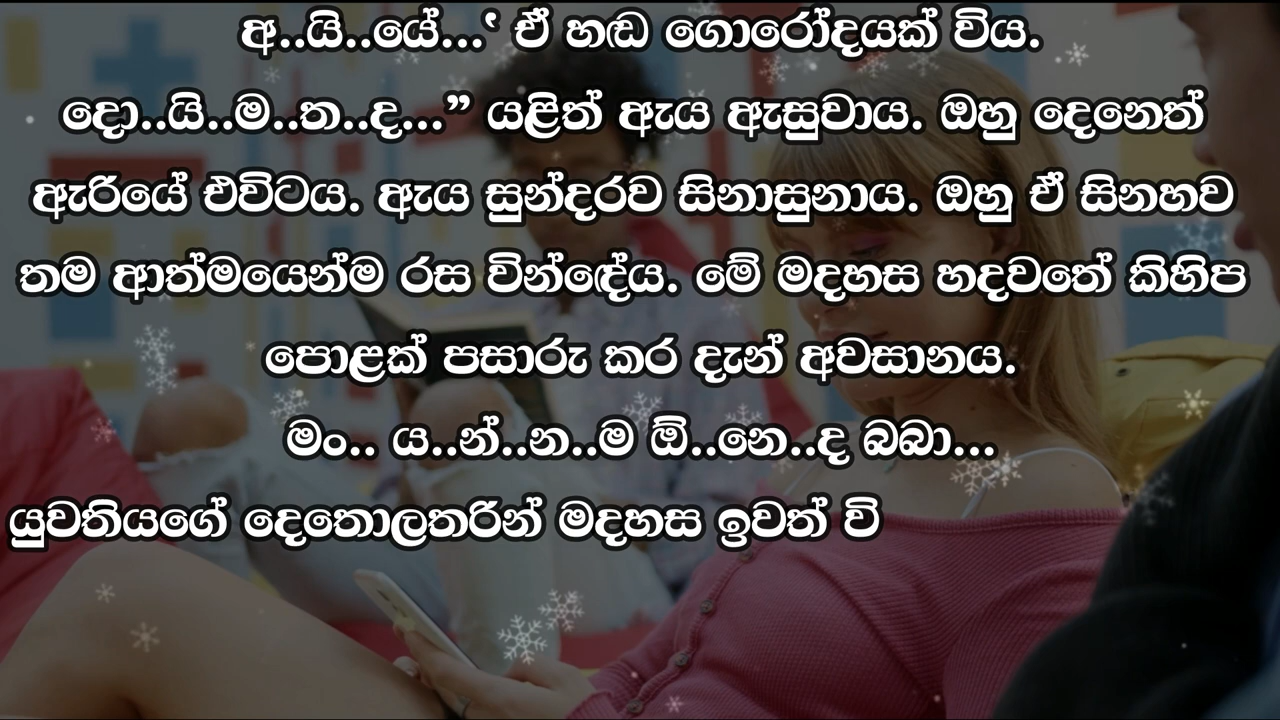 අ..යි..යේ...‛ ඒ හඬ ගොරෝදයක් විය.
දො..යි..ම..ත..ද...” යළිත් ඇය ඇසුවාය. ඔහු දෙනෙත්
ඇරියේ එවිටය. ඇය සුන්දරව සිනාසුනාය. ඔහු ඒ සිනහව
තම ආත්මයෙන්ම රස වින්ඳේය. මේ මදහස හදවතේ කිහිප
පොළක් පසාරු කර දැන් අවසානය.
මං.. ය..න්..න..ම ඕ..නෙ..ද බබා...
යුවතියගේ දෙතොලතරින් මදහස ඉවත් වි